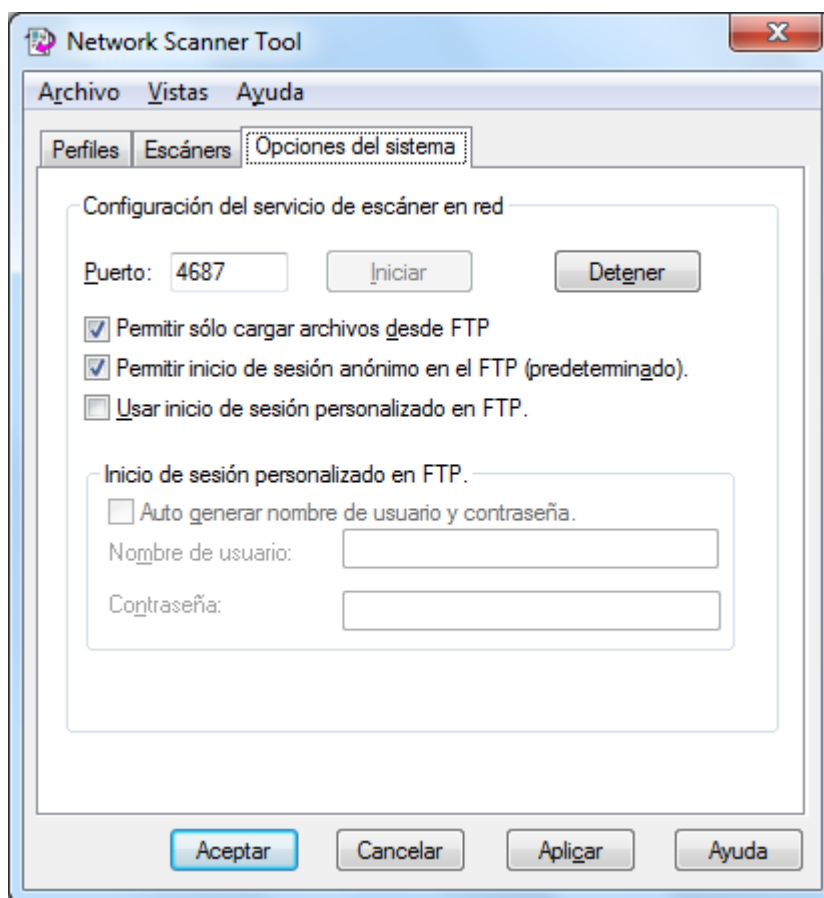 Network Scanner Tool
Archivo Vistas Ayuda
Perfiles Escáners Opciones del sistema
Configuración del servicio de escáner en red
Puerto: 4687 Iniciar Detener
Permitir sólo cargar archivos desde FTP
Permitir inicio de sesión anónimo en el FTP (predeterminado).
Usar inicio de sesión personalizado en FTP.
Inicio de sesión personalizado en FTP.
Auto generar nombre de usuario y contraseña.
Nombre de usuario:
Contraseña:
Aceptar Cancelar Aplicar Ayuda